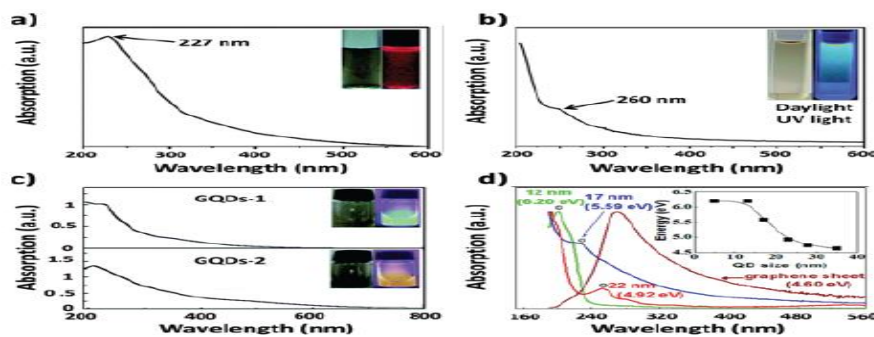 a)
227 nm
Absorption (a.u.)
200 300 400 500 600
Wavelength (nm)
b)
260 nm
Daylight
UV light
Absorption (a.u.)
200 300 400 500 600
Wavelength (nm)
c)
GQDs-1
1
0.5
1
GQDs-2
1.5
1
0.5
0
Absorption (a.u.)
200 400 600 800
Wavelength (nm)
d)
12 nm
(6.20 eV)
17 nm
(5.59 eV)
22 nm
(4.92 eV)
graphene sheet
(4.60 eV)
Energy (eV)
6.5
6.0
5.5
5.0
4.5
0 10 20 30 40
QD size (nm)
Absorption (a.u.)
160 240 320 400 480 560
Wavelength (nm)